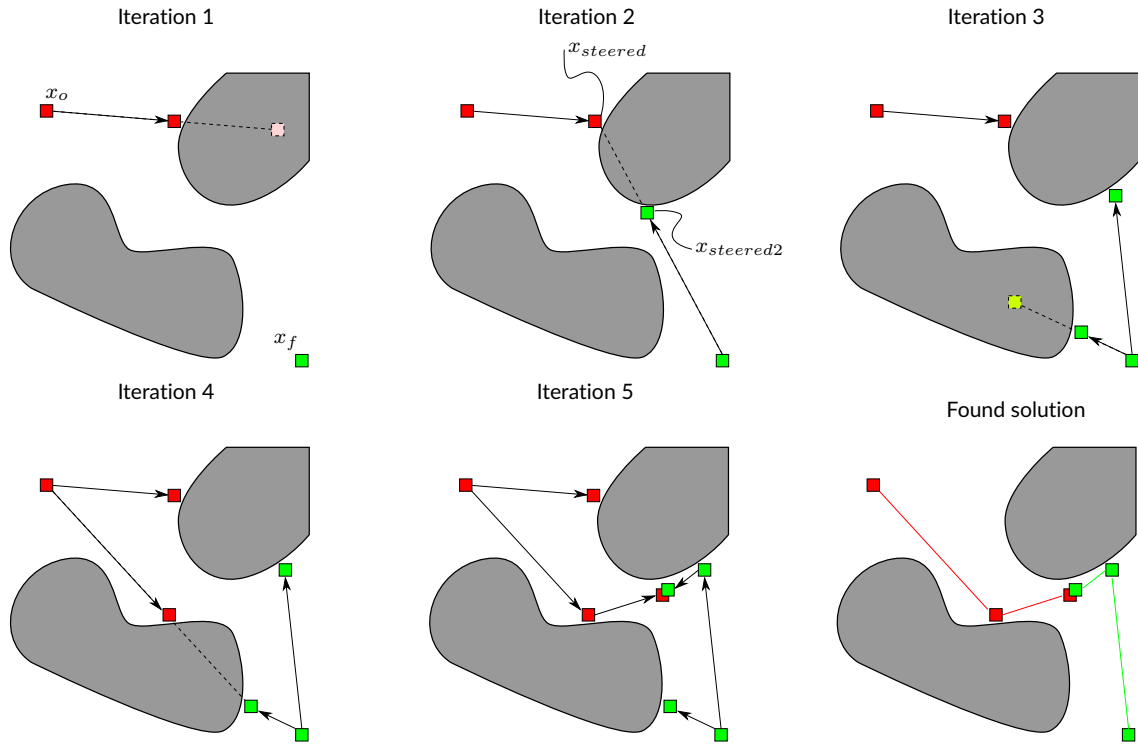 Iteration 1
Iteration 2
Iteration 3
x_steered
x_o
x_steered2
x_f
Iteration 4
Iteration 5
Found solution